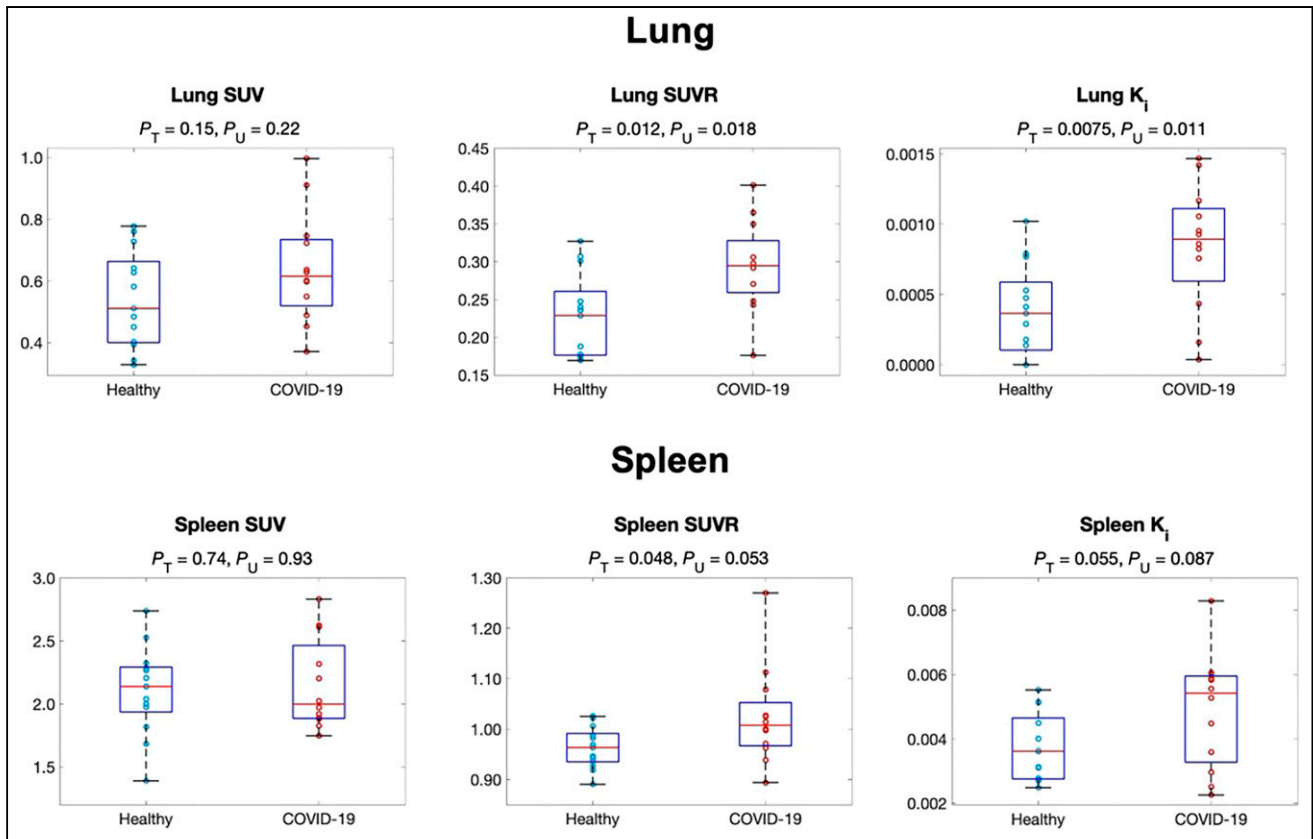 Lung
Lung SUV
P_T = 0.15, P_U = 0.22
1.0
0.8
0.6
0.4
Healthy COVID-19
Lung SUVR
P_T = 0.012, P_U = 0.018
0.45
0.40
0.35
0.30
0.25
0.20
0.15
Healthy COVID-19
Lung K_i
P_T = 0.0075, P_U = 0.011
0.0015
0.0010
0.0005
0.0000
Healthy COVID-19
Spleen
Spleen SUV
P_T = 0.74, P_U = 0.93
3.0
2.5
2.0
1.5
Healthy COVID-19
Spleen SUVR
P_T = 0.048, P_U = 0.053
1.30
1.20
1.10
1.00
0.90
Healthy COVID-19
Spleen K_i
P_T = 0.055, P_U = 0.087
0.008
0.006
0.004
0.002
Healthy COVID-19